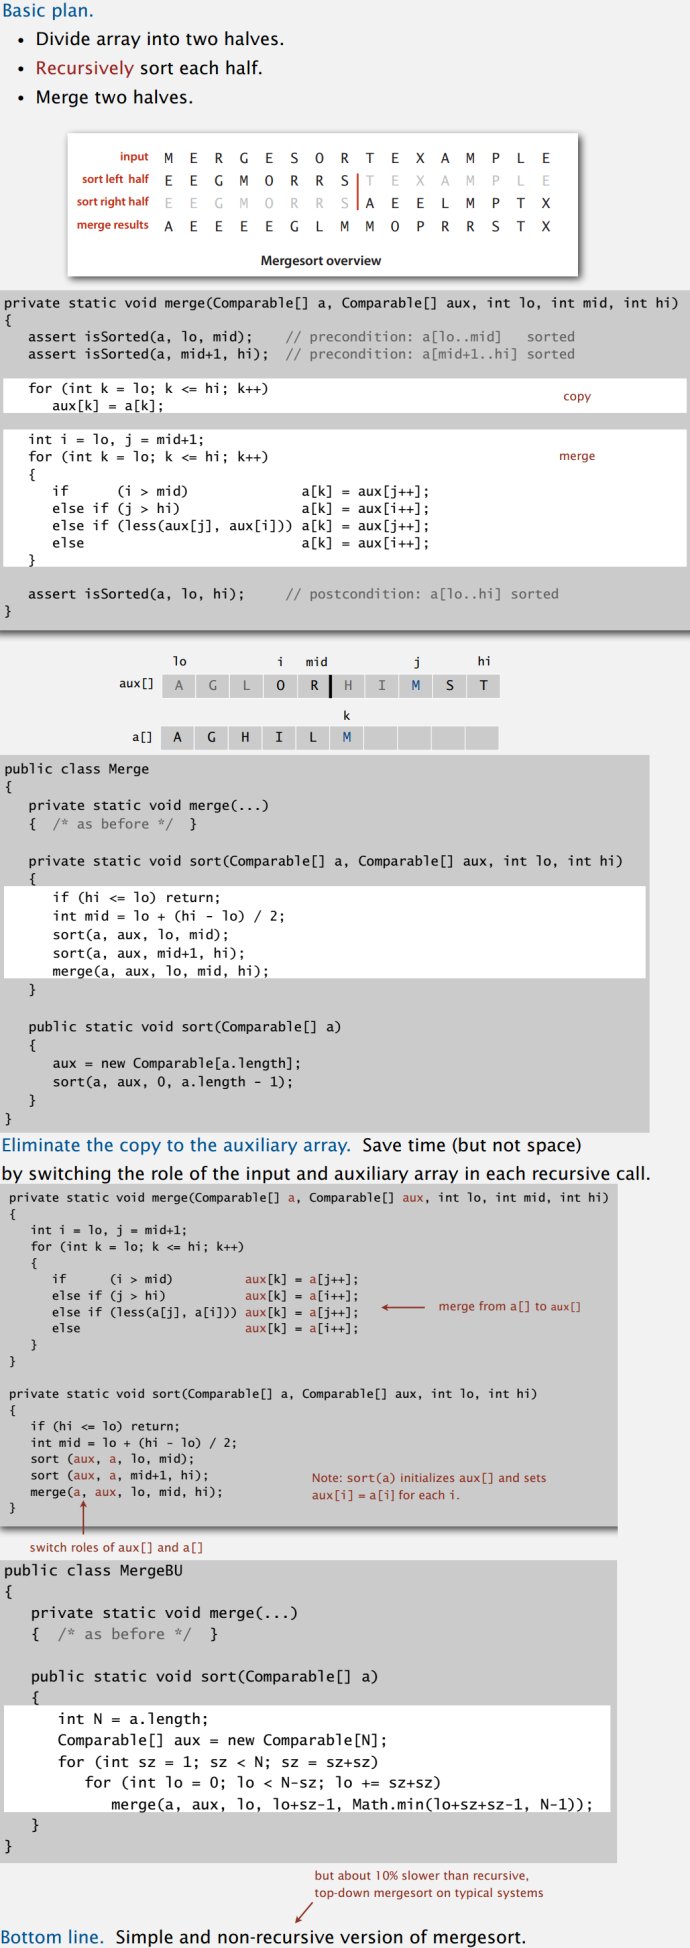 Basic plan.
• Divide array into two halves.
• Recursively sort each half.
• Merge two halves.
input M E R G E S O R T E X A M P L E
sort left half E E G M O R R S T E X A M P L E
sort right half E E G M O R R S A E E L M P T X
merge results A E E E E G L M M O P R R S T X
Mergesort overview
private static void merge(Comparable[] a, Comparable[] aux, int lo, int mid, int hi)
{
assert isSorted(a, lo, mid); // precondition: a[lo..mid] sorted
assert isSorted(a, mid+1, hi); // precondition: a[mid+1..hi] sorted
for (int k = lo; k <= hi; k++)
aux[k] = a[k];
copy
int i = lo, j = mid+1;
for (int k = lo; k <= hi; k++)
merge
{
if (i > mid) a[k] = aux[j++];
else if (j > hi) a[k] = aux[i++];
else if (less(aux[j], aux[i])) a[k] = aux[j++];
else a[k] = aux[i++];
}
assert isSorted(a, lo, hi); // postcondition: a[lo..hi] sorted
}
lo i mid j hi
aux[] A G L O R H I M S T
k
a[] A G H I L M
public class Merge
{
private static void merge(...)
{ /* as before */ }
private static void sort(Comparable[] a, Comparable[] aux, int lo, int hi)
{
if (hi <= lo) return;
int mid = lo + (hi - lo) / 2;
sort(a, aux, lo, mid);
sort(a, aux, mid+1, hi);
merge(a, aux, lo, mid, hi);
}
public static void sort(Comparable[] a)
{
aux = new Comparable[a.length];
sort(a, aux, 0, a.length - 1);
}
}
Eliminate the copy to the auxiliary array. Save time (but not space)
by switching the role of the input and auxiliary array in each recursive call.
private static void merge(Comparable[] a, Comparable[] aux, int lo, int mid, int hi)
{
int i = lo, j = mid+1;
for (int k = lo; k <= hi; k++)
{
if (i > mid) aux[k] = a[j++];
else if (j > hi) aux[k] = a[i++];
else if (less(a[j], a[i])) aux[k] = a[j++];
merge from a[] to aux[]
else aux[k] = a[i++];
}
}
private static void sort(Comparable[] a, Comparable[] aux, int lo, int hi)
{
if (hi <= lo) return;
int mid = lo + (hi - lo) / 2;
sort (aux, a, lo, mid);
sort (aux, a, mid+1, hi);
merge(a, aux, lo, mid, hi);
}
Note: sort(a) initializes aux[] and sets
aux[i] = a[i] for each i.
switch roles of aux[] and a[]
public class MergeBU
{
private static void merge(...)
{ /* as before */ }
public static void sort(Comparable[] a)
{
int N = a.length;
Comparable[] aux = new Comparable[N];
for (int sz = 1; sz < N; sz = sz+sz)
for (int lo = 0; lo < N-sz; lo += sz+sz)
merge(a, aux, lo, lo+sz-1, Math.min(lo+sz+sz-1, N-1));
}
}
but about 10% slower than recursive,
top-down mergesort on typical systems
Bottom line. Simple and non-recursive version of mergesort.